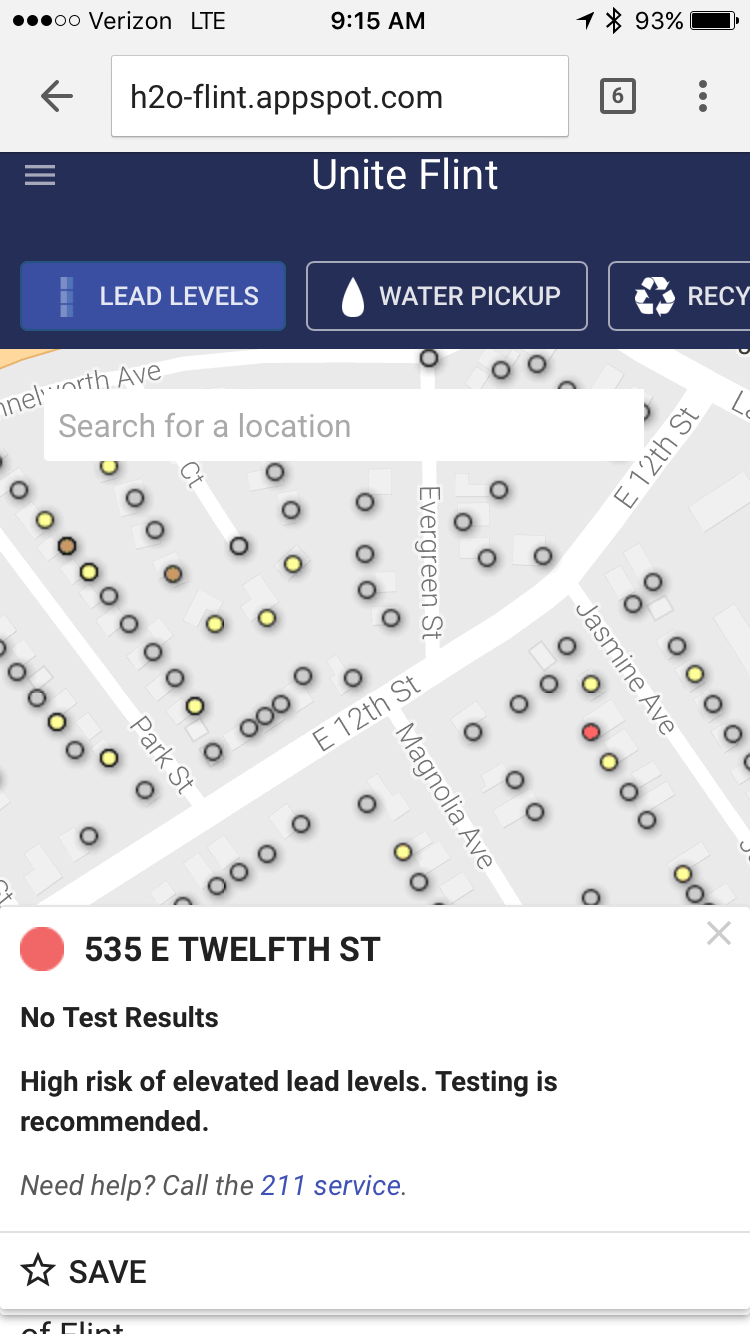 Verizon LTE 9:15 AM 93%
h2o-flint.appspot.com 6
Unite Flint
LEAD LEVELS WATER PICKUP RECY
Ave
Search for a location
Ct
E 12th St
Evergreen St
Jasmine Ave
E 12th St
Park St
Magnolia Ave
535 E TWELFTH ST
No Test Results
High risk of elevated lead levels. Testing is
recommended.
Need help? Call the 211 service.
SAVE
of Flint